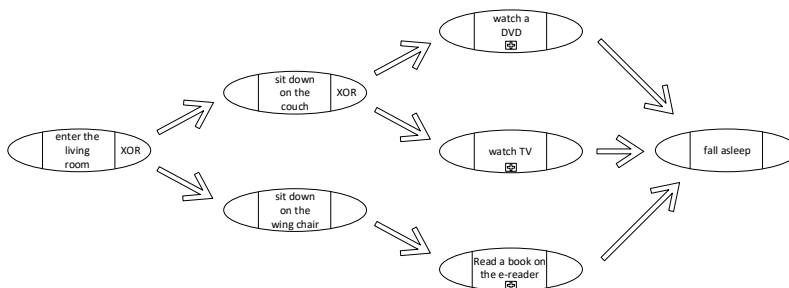 watch a
DVD
sit down
on the
couch
XOR
enter the
living
room
XOR
watch TV
fall asleep
sit down
on the
wing chair
Read a book on
the e-reader